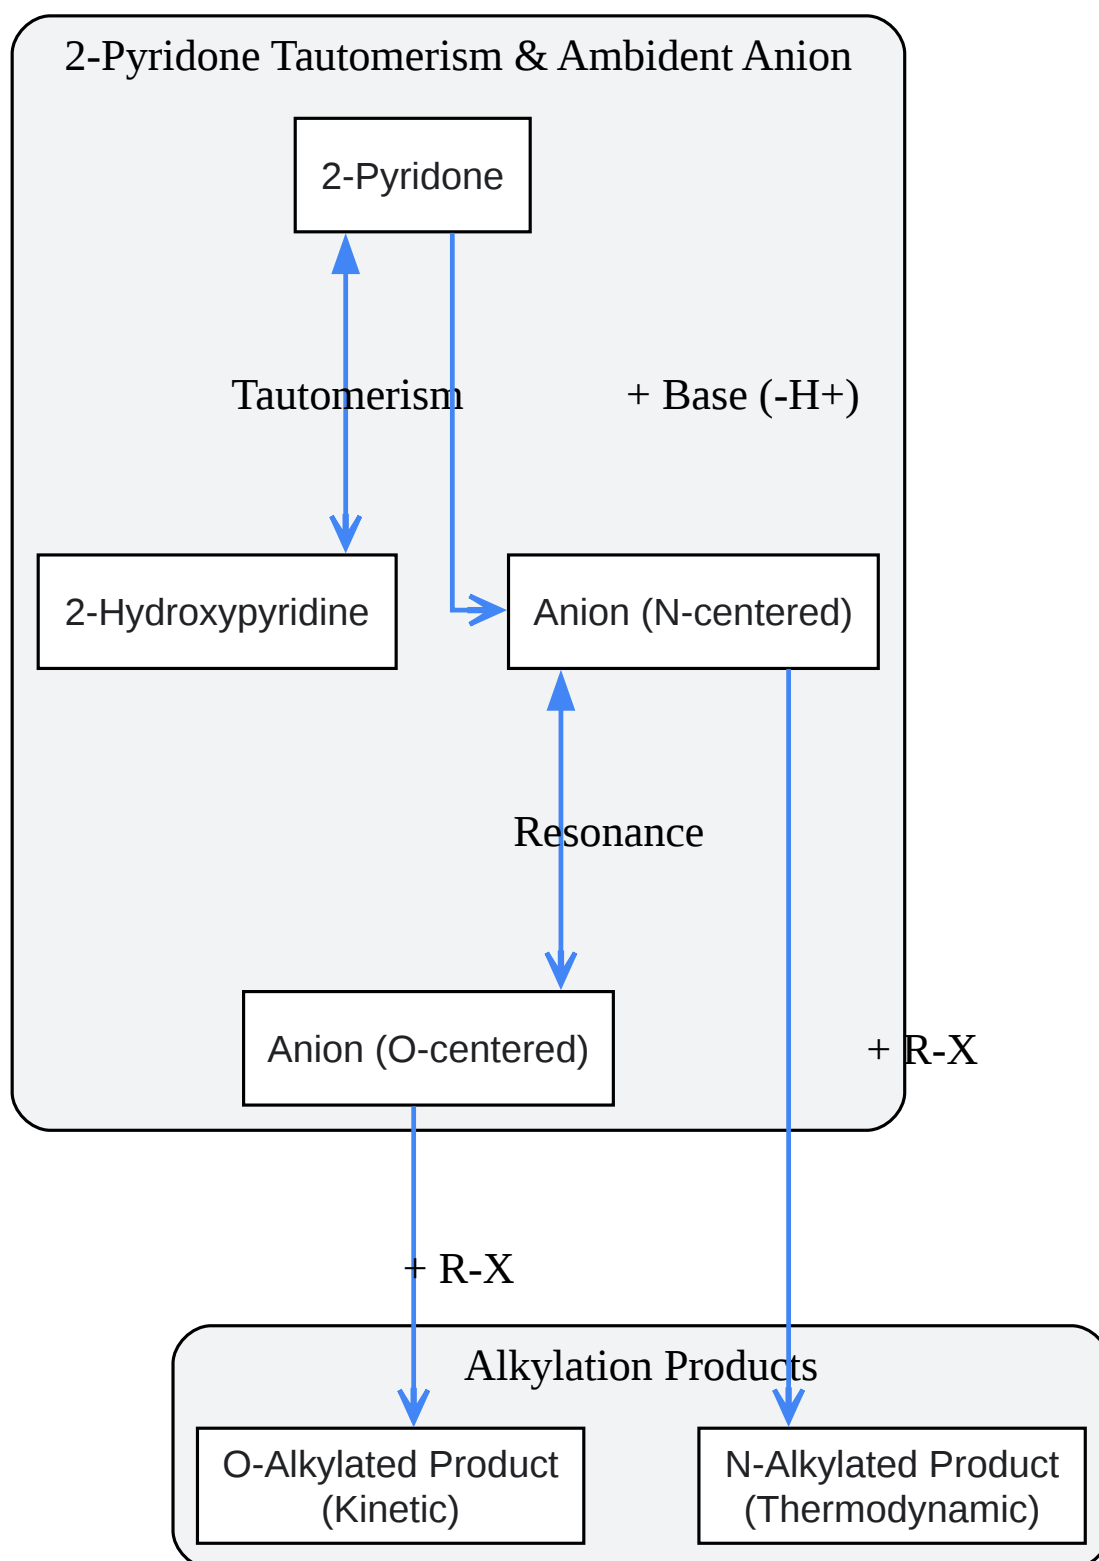 2-Pyridone Tautomerism & Ambident Anion
2-Pyridone
Tautomerism
+ Base (-H+)
2-Hydroxypyridine
Anion (N-centered)
Resonance
Anion (O-centered)
+ R-X
+ R-X
Alkylation Products
O-Alkylated Product
(Kinetic)
N-Alkylated Product
(Thermodynamic)